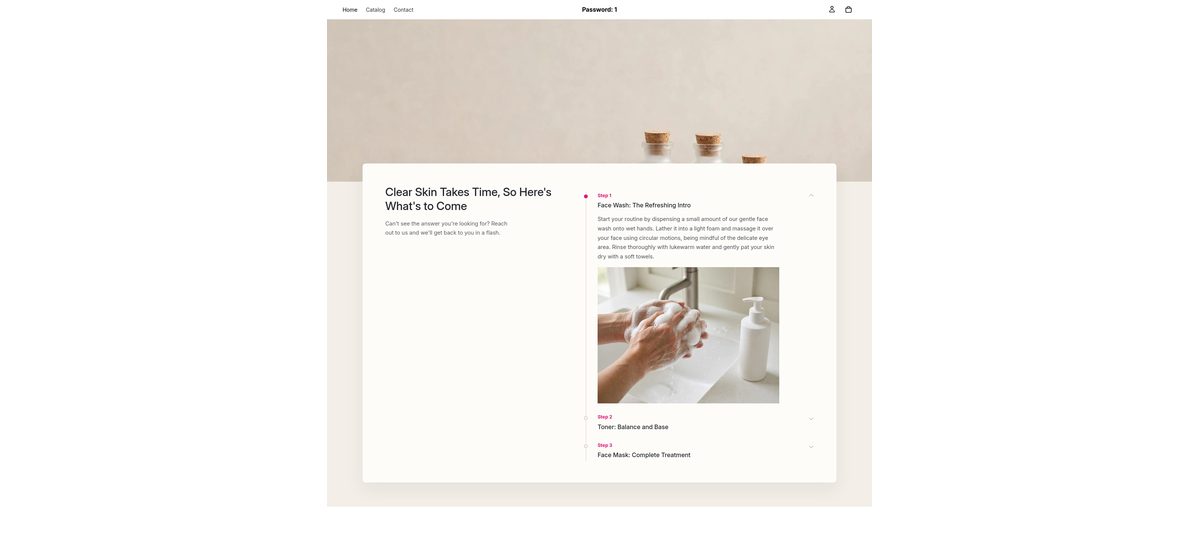 Home Catalog Contact
Password: 1
Clear Skin Takes Time, So Here's
What's to Come
Can't see the answer you're looking for? Reach
out to us and we'll get back to you in a flash.
Step 1
Face Wash: The Refreshing Intro
Start your routine by dispensing a small amount of our gentle face
wash onto wet hands. Lather it into a light foam and massage it over
your face using circular motions, being mindful of the delicate eye
area. Rinse thoroughly with lukewarm water and gently pat your skin
dry with a soft towels.
Step 2
Toner: Balance and Base
Step 3
Face Mask: Complete Treatment